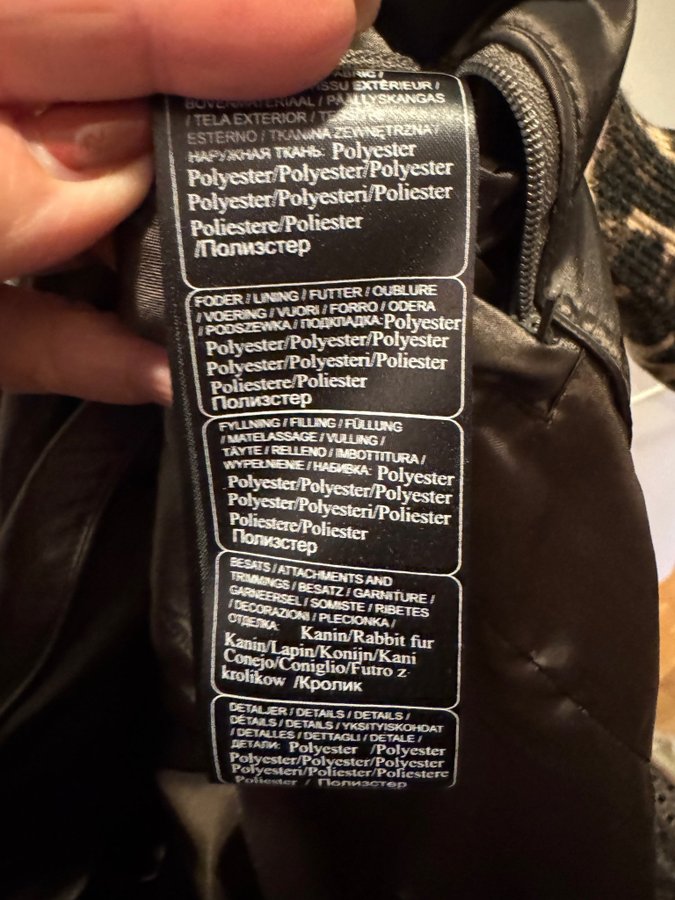 TISSU EXTÉRIEUR /
BOVENMATERIAAL / PÄÄLLYSKANGAS
/ TELA EXTERIOR /
ESTERNO / TKANINA ZEWNĘTRZNA /
НАРУЖНАЯ ТКАНЬ: Polyester
Polyester/Polyester/Polyester
Polyester/Polyesteri/Poliester
Poliestere/Poliester
/Полиэстер
FODER / LINING / FUTTER / OUBLURE
/ VOERING / VUORI / FORRO / ODERA
/ PODSZEWKA / ПОДКЛАДКА: Polyester
Polyester/Polyester/Polyester
Polyester/Polyesteri/Poliester
Poliestere/Poliester
Полиэстер
FYLLNING / FILLING / FÜLLUNG
/ MATELASSAGE / VULLING /
TÄYTE / RELLENO / IMBOTTITURA /
WYPEŁNIENIE / НАБИВКА: Polyester
Polyester/Polyester/Polyester
Polyester/Polyesteri/Poliester
Poliestere/Poliester
Полиэстер
BESATS / ATTACHMENTS AND
TRIMMINGS / BESATZ / GARNITURE /
GARNEERSEL / SOMISTE / RIBETES
/ DECORAZIONI / PLECIONKA /
ОТДЕЛКА: Kanin/Rabbit fur
Kanin/Lapin/Konijn/Kani
Conejo/Coniglio/Futro z
krolikow /Кролик
DETALJER / DETAILS / DETAILS /
DÉTAILS / DETAILS / YKSITYISKOHDAT
/ DETALLES / DETTAGLI / DETALE /
ДЕТАЛИ: Polyester /Polyester
Polyester/Polyester/Polyester
Polyesteri/Poliester/Poliestere
Poliester / Полиэстер